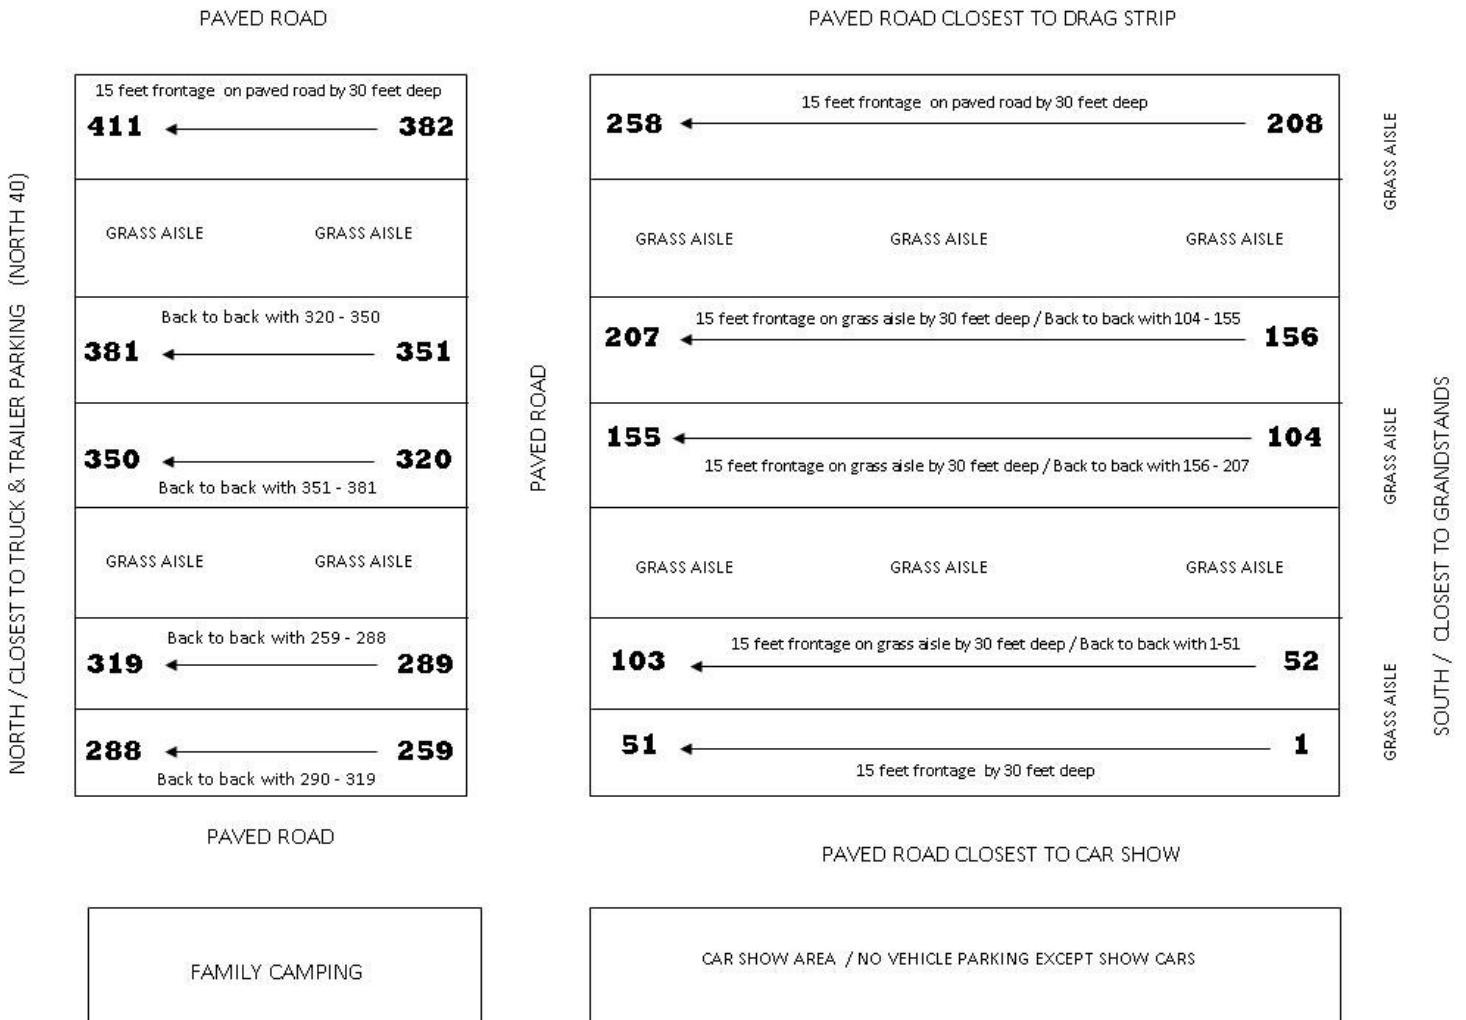 PAVED ROAD
PAVED ROAD CLOSEST TO DRAG STRIP
15 feet frontage on paved road by 30 feet deep
411 382
GRASS AISLE GRASS AISLE
Back to back with 320 - 350
381 351
350 320
Back to back with 351 - 381
GRASS AISLE GRASS AISLE
Back to back with 259 - 288
319 289
288 259
Back to back with 290 - 319
PAVED ROAD
FAMILY CAMPING
NORTH / CLOSEST TO TRUCK & TRAILER PARKING (NORTH 40)
PAVED ROAD
15 feet frontage on paved road by 30 feet deep
258 208
GRASS AISLE GRASS AISLE GRASS AISLE
15 feet frontage on grass aisle by 30 feet deep / Back to back with 104 - 155
207 156
155 104
15 feet frontage on grass aisle by 30 feet deep / Back to back with 156 - 207
GRASS AISLE GRASS AISLE GRASS AISLE
15 feet frontage on grass aisle by 30 feet deep / Back to back with 1-51
103 52
51 1
15 feet frontage by 30 feet deep
PAVED ROAD CLOSEST TO CAR SHOW
CAR SHOW AREA / NO VEHICLE PARKING EXCEPT SHOW CARS
GRASS AISLE
GRASS AISLE
GRASS AISLE
SOUTH / CLOSEST TO GRANDSTANDS